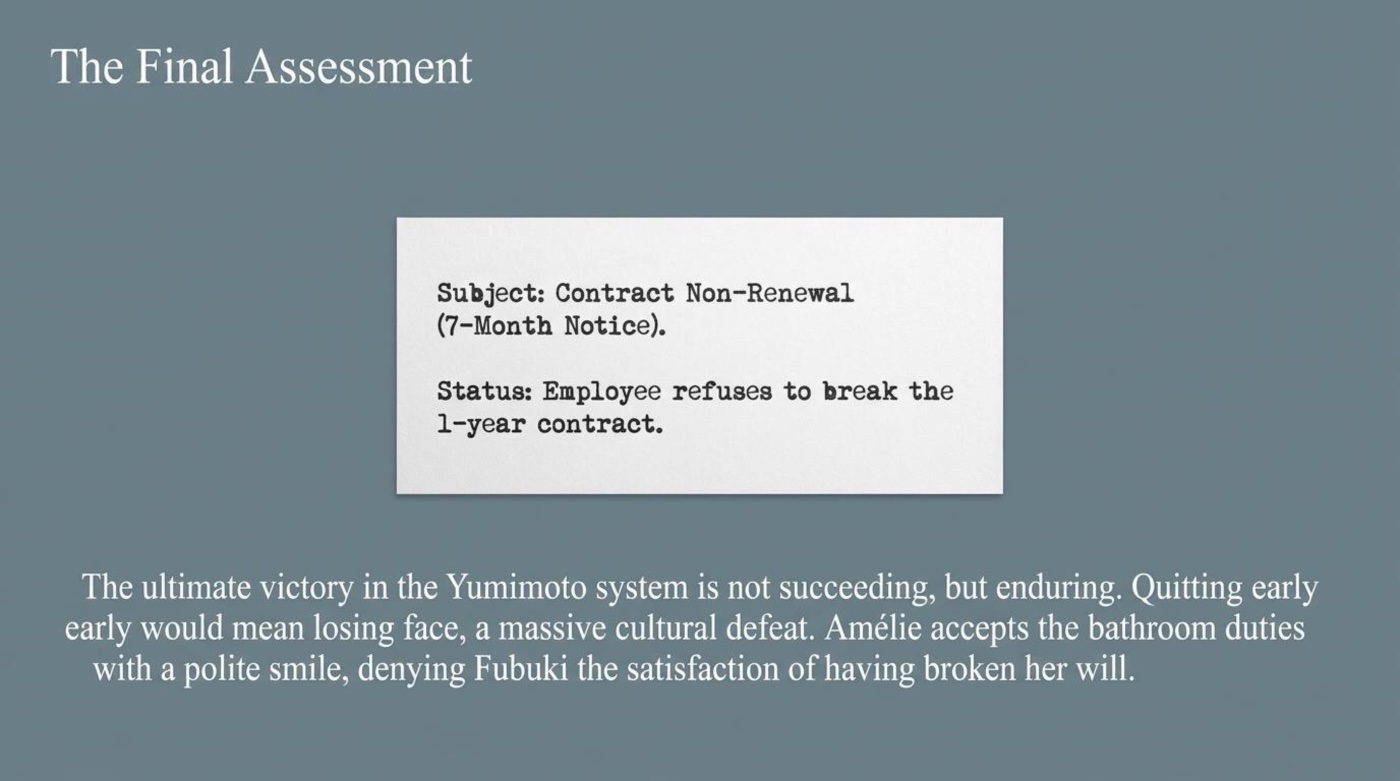 The Final Assessment
Subject: Contract Non-Renewal
(7-Month Notice).
Status: Employee refuses to break the
1-year contract.
The ultimate victory in the Yumimoto system is not succeeding, but enduring. Quitting early
early would mean losing face, a massive cultural defeat. Amélie accepts the bathroom duties
with a polite smile, denying Fubuki the satisfaction of having broken her will.